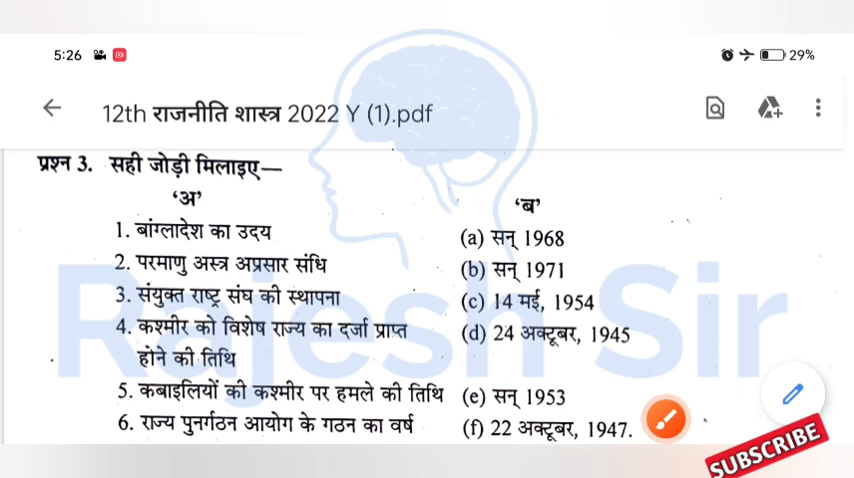 5:26
29%
12th राजनीति शास्त्र 2022 Y (1).pdf
प्रश्न 3. सही जोड़ी मिलाइए—
‘अ’
‘ब’
1. बांग्लादेश का उदय
(a) सन् 1968
2. परमाणु अस्त्र अप्रसार संधि
(b) सन् 1971
3. संयुक्त राष्ट्र संघ की स्थापना
(c) 14 मई, 1954
4. कश्मीर को विशेष राज्य का दर्जा प्राप्त
(d) 24 अक्टूबर, 1945
होने की तिथि
5. कबाइलियों की कश्मीर पर हमले की तिथि
(e) सन् 1953
6. राज्य पुनर्गठन आयोग के गठन का वर्ष
(f) 22 अक्टूबर, 1947.
Rajesh Sir
SUBSCRIBE